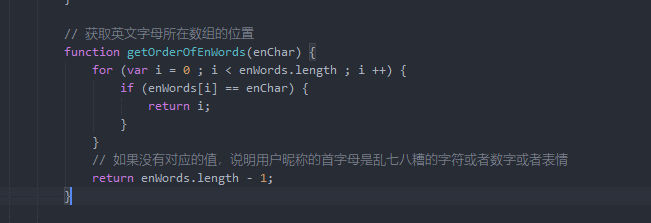 }
// 获取英文字母所在数组的位置
function getOrderOfEnWords(enChar) {
for (var i = 0 ; i < enWords.length ; i ++) {
if (enWords[i] == enChar) {
return i;
}
}
// 如果没有对应的值，说明用户昵称的首字母是乱七八糟的字符或者数字或者表情
return enWords.length - 1;
}